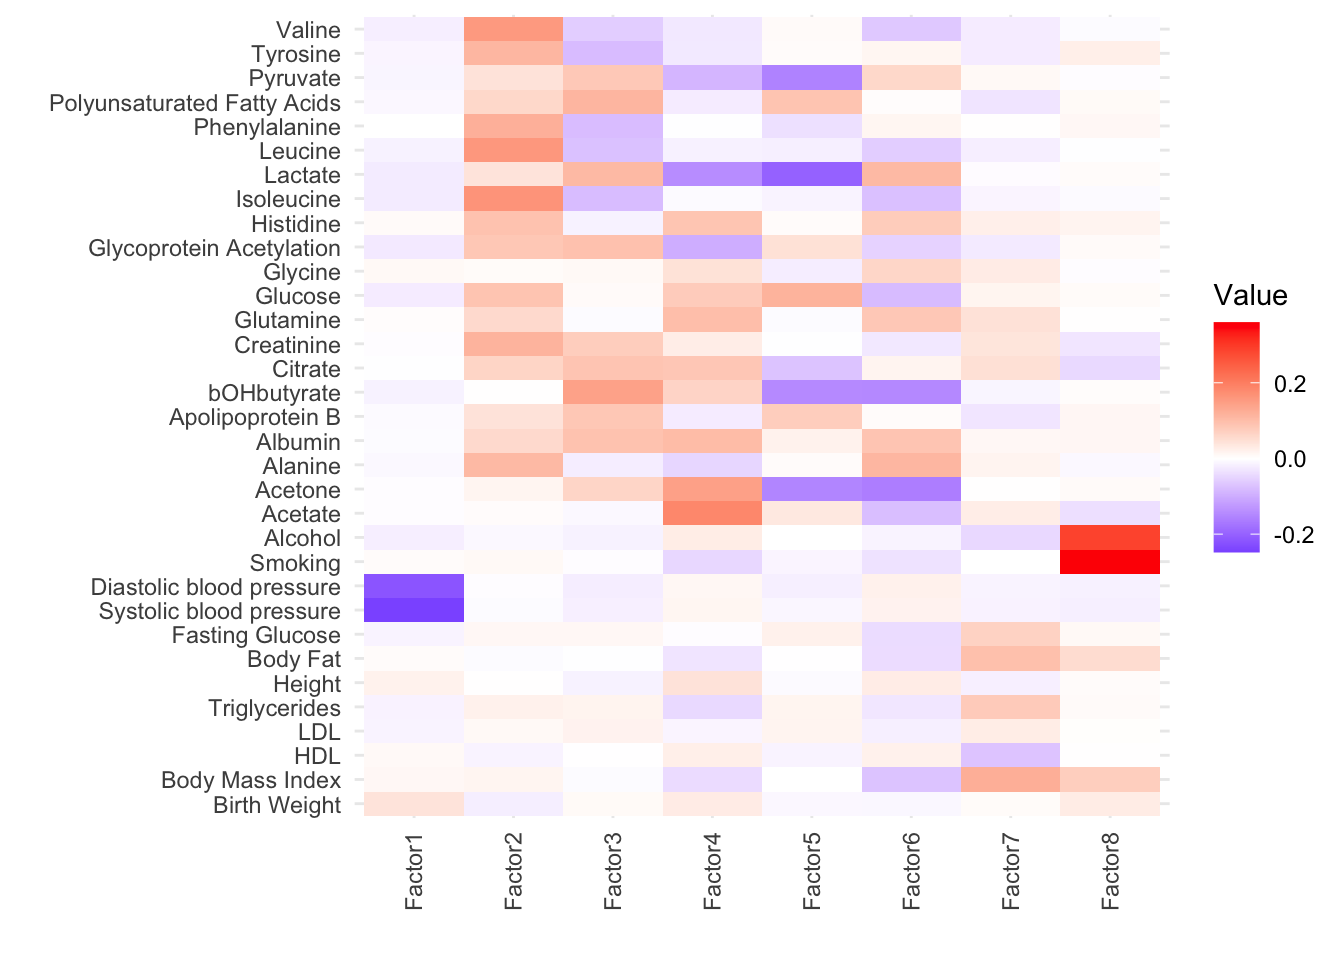 Valine
Tyrosine
Pyruvate
Polyunsaturated Fatty Acids
Phenylalanine
Leucine
Lactate
Isoleucine
Histidine
Glycoprotein Acetylation
Glycine
Glucose
Glutamine
Creatinine
Citrate
bOHbutyrate
Apolipoprotein B
Albumin
Alanine
Acetone
Acetate
Alcohol
Smoking
Diastolic blood pressure
Systolic blood pressure
Fasting Glucose
Body Fat
Height
Triglycerides
LDL
HDL
Body Mass Index
Birth Weight
Factor1
Factor2
Factor3
Factor4
Factor5
Factor6
Factor7
Factor8
Value
0.2
0.0
-0.2